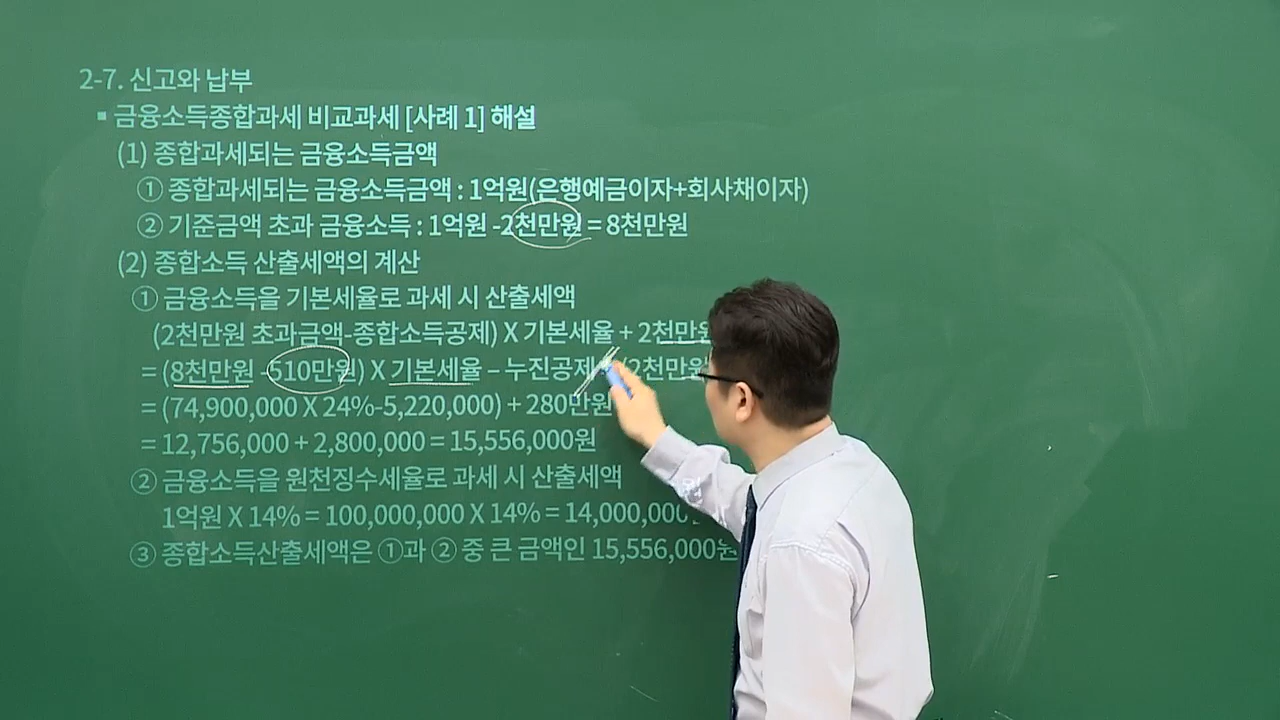 2-7. 신고와 납부
▪ 금융소득종합과세 비교과세 [사례 1] 해설
(1) 종합과세되는 금융소득금액
① 종합과세되는 금융소득금액 : 1억원(은행예금이자+회사채이자)
② 기준금액 초과 금융소득 : 1억원 -2천만원 = 8천만원
(2) 종합소득 산출세액의 계산
① 금융소득을 기본세율로 과세 시 산출세액
(2천만원 초과금액-종합소득공제) X 기본세율 + 2천만원
= (8천만원 -510만원) X 기본세율 – 누진공제 (2천만원
= (74,900,000 X 24%-5,220,000) + 280만원
= 12,756,000 + 2,800,000 = 15,556,000원
② 금융소득을 원천징수세율로 과세 시 산출세액
1억원 X 14% = 100,000,000 X 14% = 14,000,000원
③ 종합소득산출세액은 ①과 ② 중 큰 금액인 15,556,000원